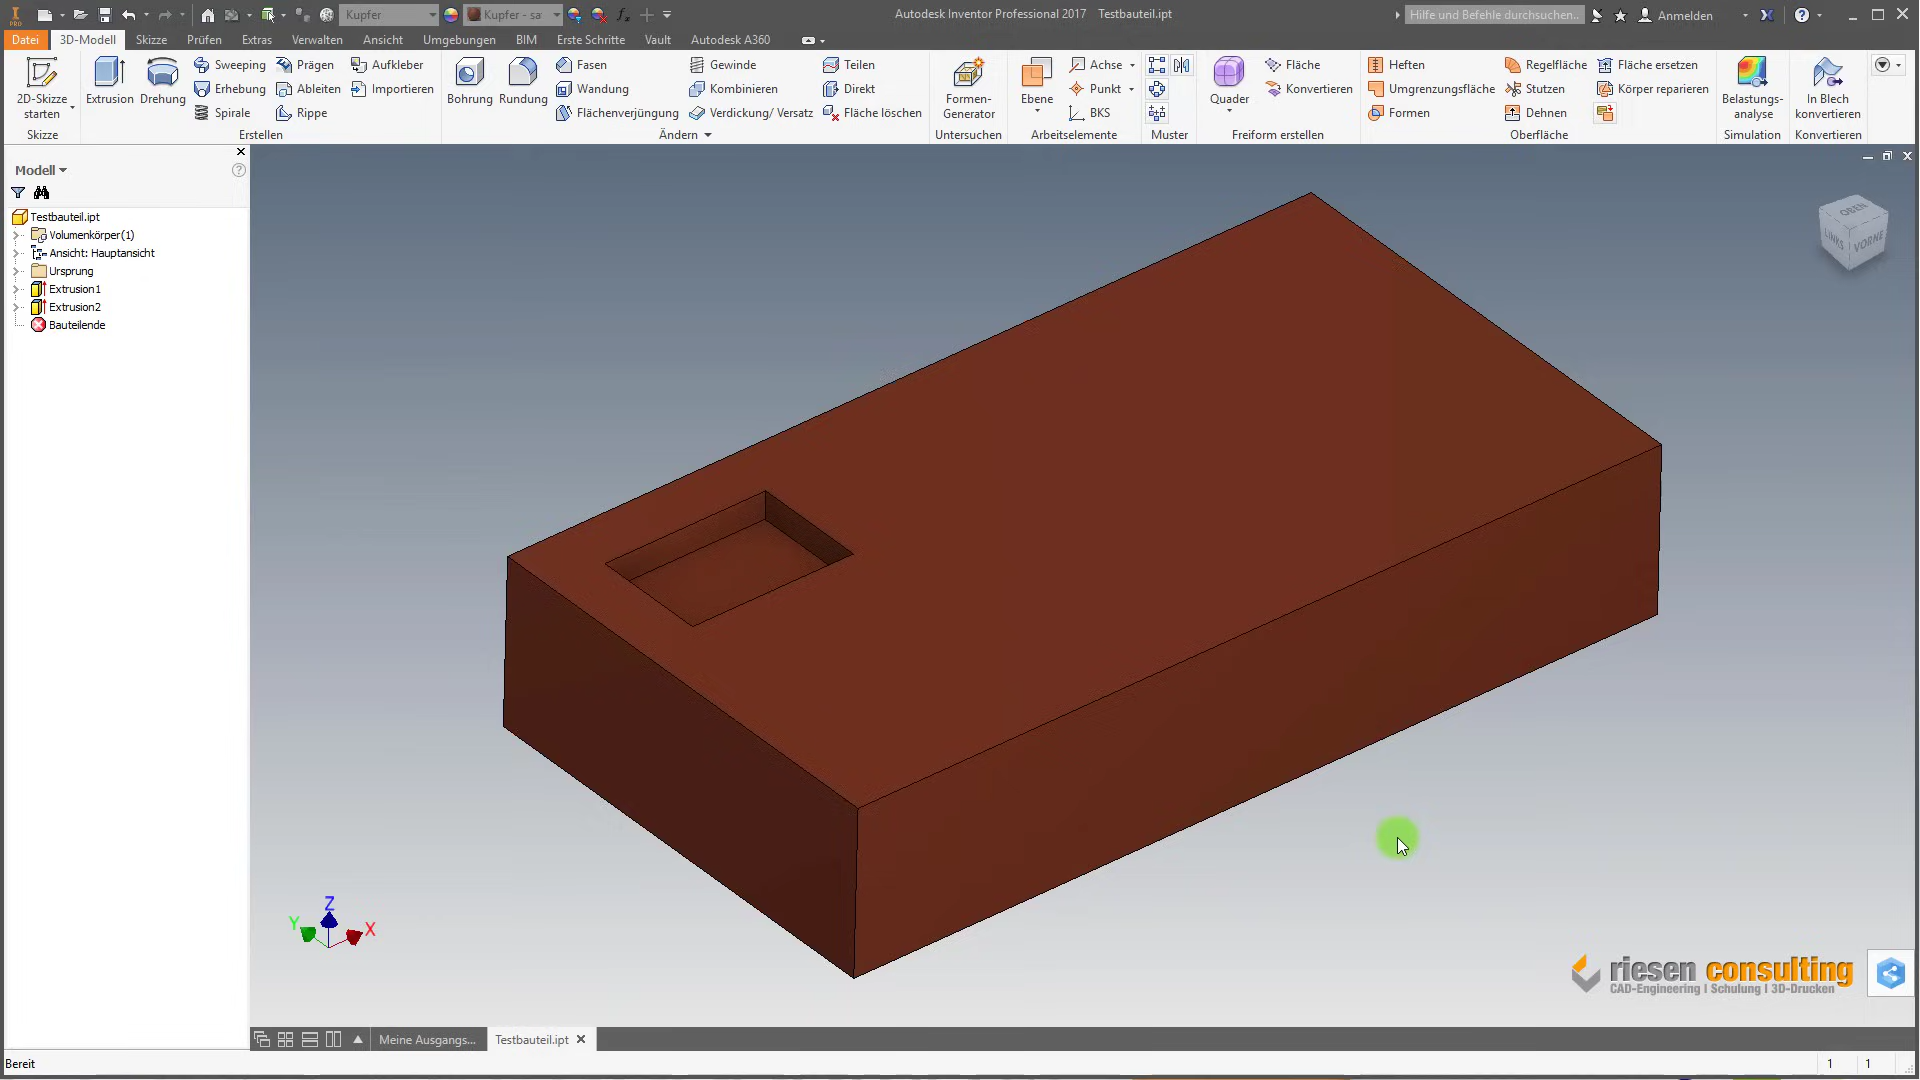 PRO
Kupfer
Kupfer - sa
fx
Autodesk Inventor Professional 2017 Testbauteil.ipt
Hilfe und Befehle durchsuchen...
Anmelden
Datei 3D-Modell Skizze Prüfen Extras Verwalten Ansicht Umgebungen BIM Erste Schritte Vault Autodesk A360
2D-Skizze starten
Extrusion
Drehung
Sweeping Prägen Aufkleber
Erhebung Ableiten Importieren
Spirale Rippe
Bohrung
Rundung
Fasen Gewinde Teilen
Wandung Kombinieren Direkt
Flächenverjüngung Verdickung/ Versatz Fläche löschen
Formen-
Generator
Ebene
Achse
Punkt
BKS
Quader
Fläche
Konvertieren
Heften Regelfläche Fläche ersetzen
Umgrenzungsfläche Stutzen Körper reparieren
Formen Dehnen
Belastungs-
analyse
In Blech
konvertieren
Skizze Erstellen Ändern Untersuchen Arbeitselemente Muster Freiform erstellen Oberfläche Simulation Konvertieren
Modell
Testbauteil.ipt
Volumenkörper(1)
Ansicht: Hauptansicht
Ursprung
Extrusion1
Extrusion2
Bauteilende
OBEN
LINKS VORNE
Z
Y X
riesen consulting
CAD-Engineering I Schulung I 3D-Drucken
Meine Ausgangs... Testbauteil.ipt
Bereit 1 1